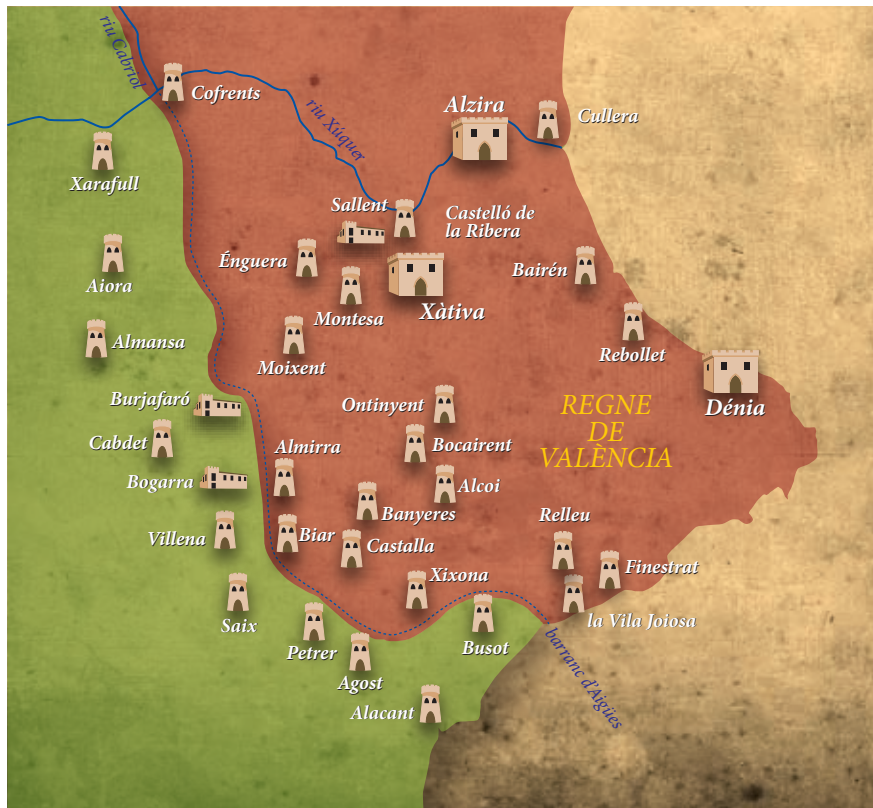 riu Cabriol
Cofrents
riu Xúquer
Alzira
Cullera
Xarafull
Sallent
Castelló de
la Ribera
Énguera
Bairén
Aiora
Montesa
Xàtiva
Almansa
Moixent
Rebollet
Burjafaró
Ontinyent
REGNE
DE
VALÈNCIA
Dénia
Cabdet
Almirra
Bocairent
Bogarra
Alcoi
Banyeres
Relleu
Villena
Biar
Castalla
Finestrat
Xixona
Saix
la Vila Joiosa
Petrer
Busot
barranc d'Aigües
Agost
Alacant